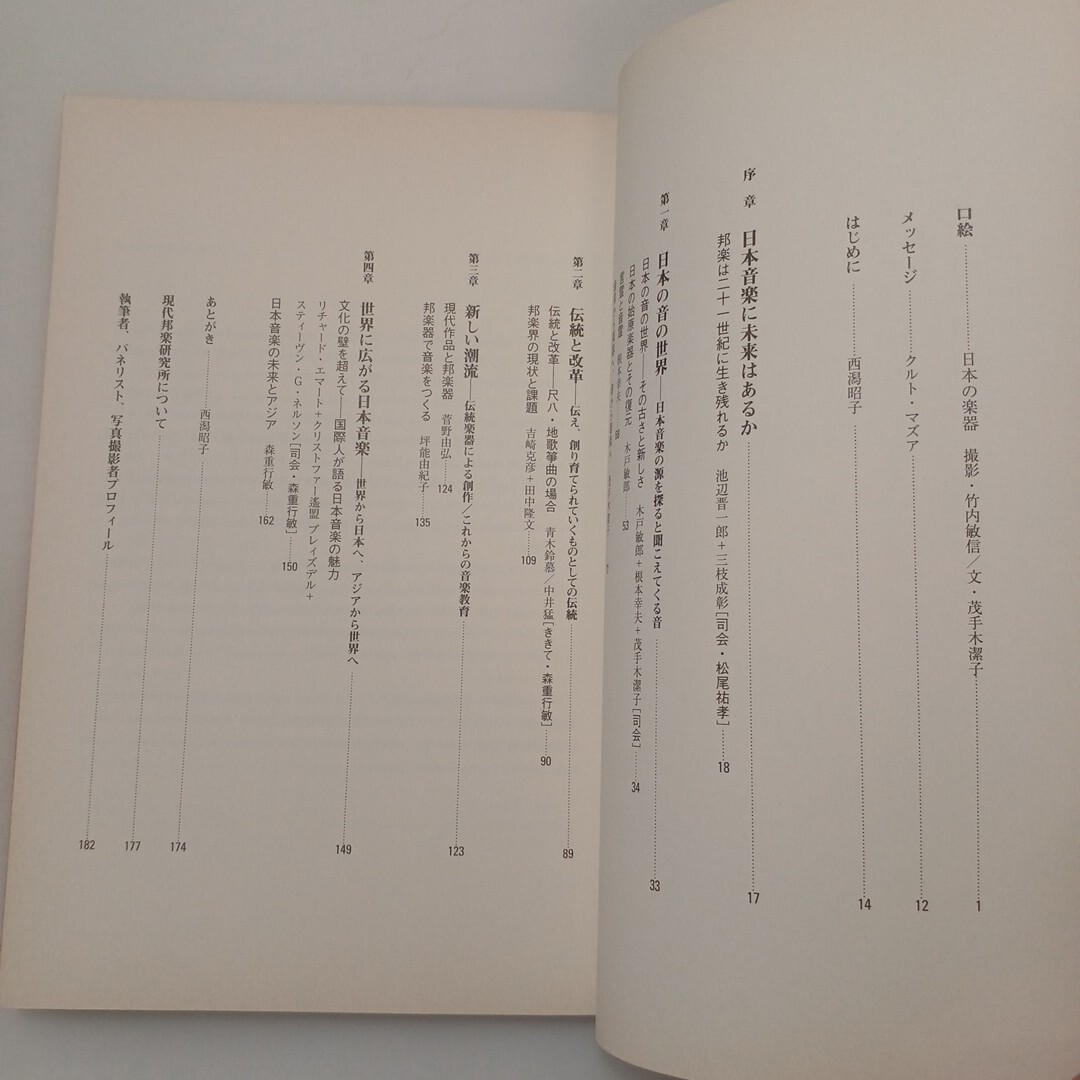 口絵………日本の楽器　撮影・竹内敏信／文・茂手木潔子………1
メッセージ………クルト・マズア………12
はじめに………西潟昭子………14
序章　日本音楽に未来はあるか………17
邦楽は二十一世紀に生き残れるか　池辺晋一郎＋三枝成彰［司会・松尾祐孝］……18
第一章　日本の音の世界——日本音楽の源を探ると聞こえてくる音………33
日本の音の世界——その古さと新しさ　木戸敏郎＋根本幸夫＋茂手木潔子［司会］……34
日本の始原楽器とその復元　木戸敏郎……53
第二章　伝統と改革——伝え、創り育てられていくものとしての伝統………89
伝統と改革——尺八・地歌箏曲の場合　青木鈴慕／中井猛［ききて・森重行敏］……90
邦楽界の現状と課題　吉崎克彦＋田中隆文……109
第三章　新しい潮流——伝統楽器による創作／これからの音楽教育………123
現代作品と邦楽器　菅野由弘……124
邦楽器で音楽をつくる　坪能由紀子……135
第四章　世界に広がる日本音楽——世界から日本へ、アジアから世界へ………149
文化の壁を超えて——国際人が語る日本音楽の魅力
リチャード・エマート＋クリストファー遙盟 ブレィズデル＋
スティーヴン・G・ネルソン［司会・森重行敏］……150
日本音楽の未来とアジア　森重行敏……162
あとがき………西潟昭子………174
現代邦楽研究所について………177
執筆者、パネリスト、写真撮影者プロフィール………182